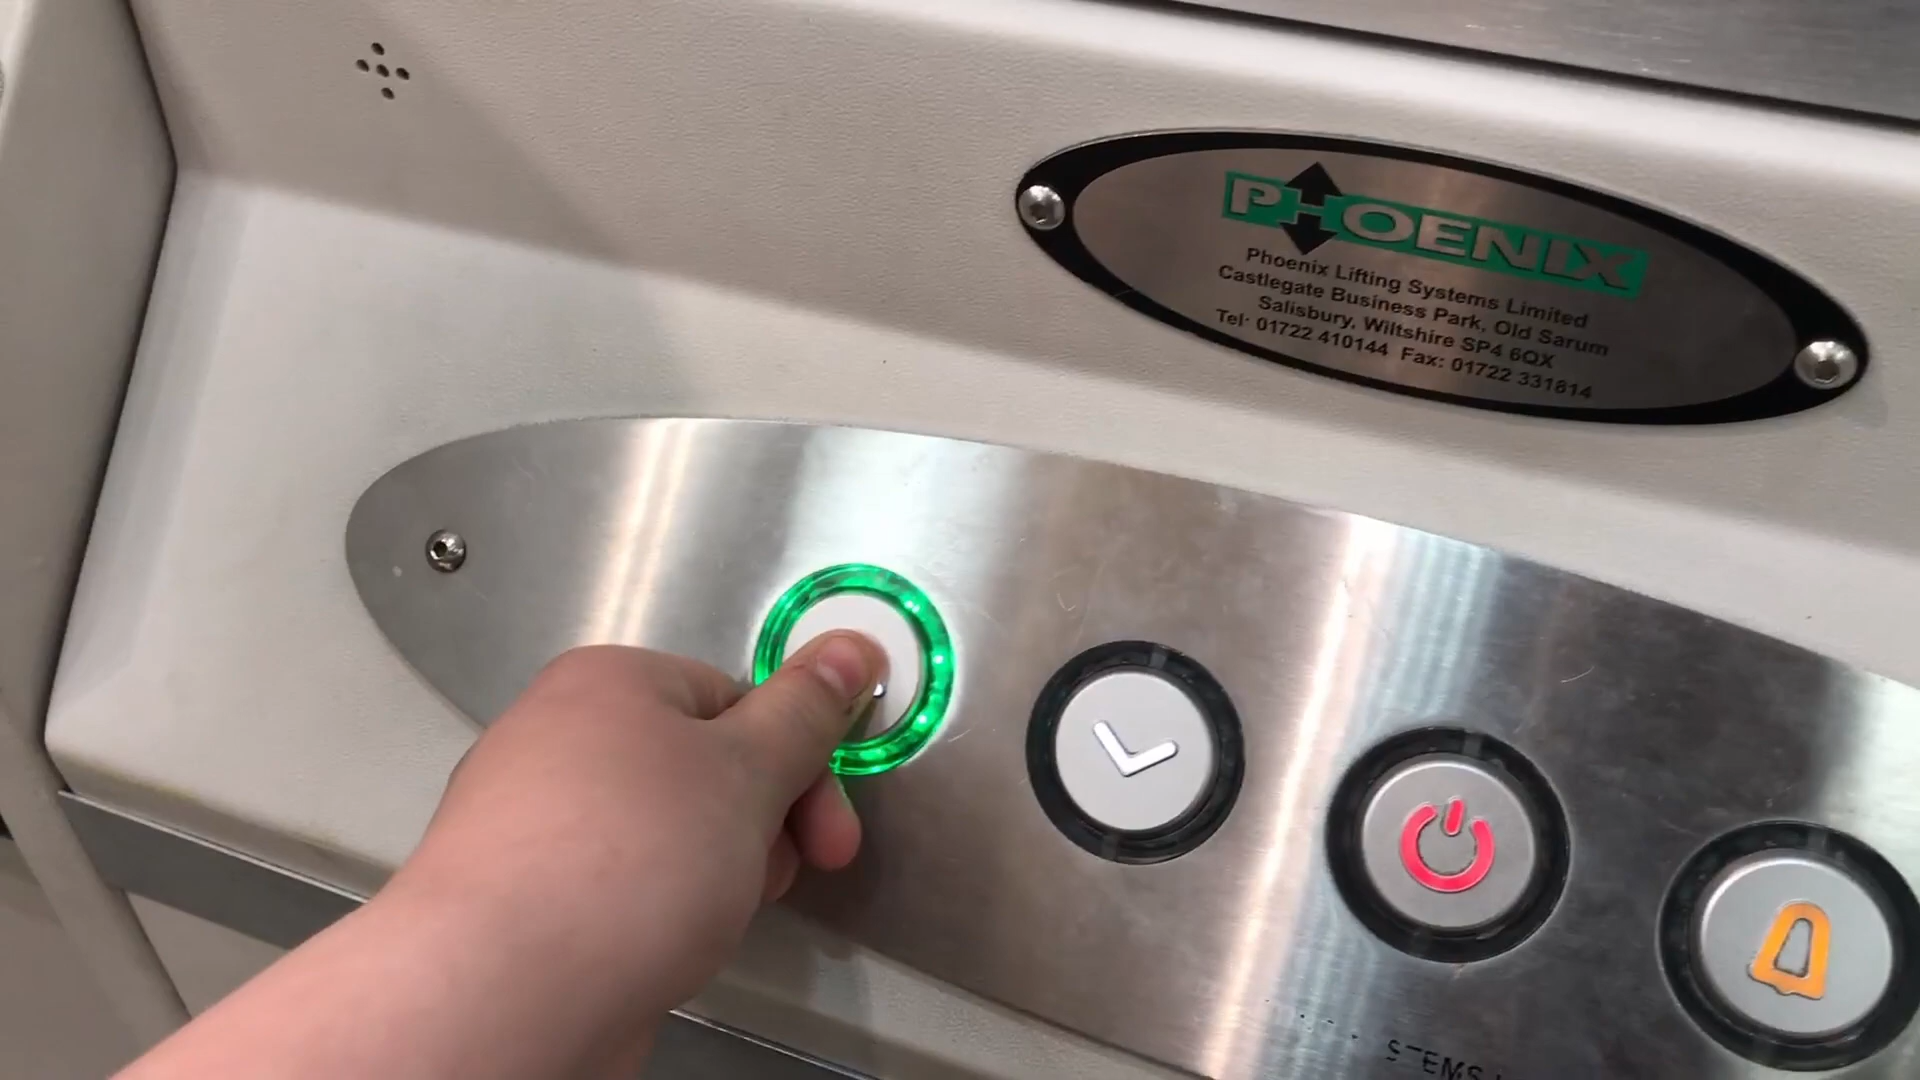 PHOENIX
Phoenix Lifting Systems Limited
Castlegate Business Park, Old Sarum
Salisbury, Wiltshire SP4 6QX
Tel: 01722 410144 Fax: 01722 331814